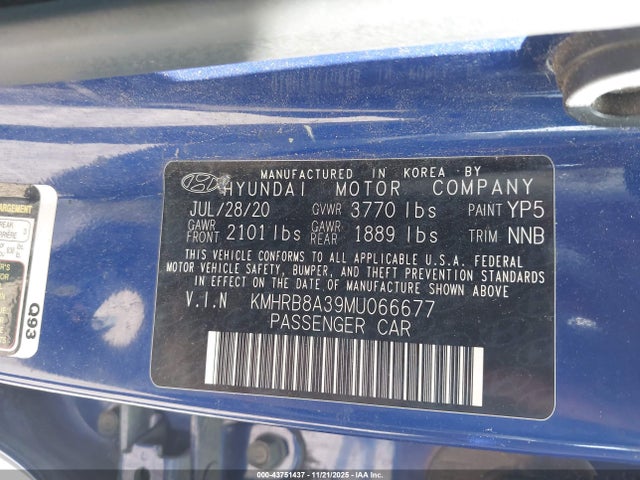 MANUFACTURED IN KOREA BY
HYUNDAI MOTOR COMPANY
JUL/28/20 GVWR 3770 lbs PAINT YP5
GAWR FRONT 2101 lbs GAWR REAR 1889 lbs TRIM NNB
THIS VEHICLE CONFORMS TO ALL APPLICABLE U.S.A. FEDERAL
MOTOR VEHICLE SAFETY, BUMPER, AND THEFT PREVENTION STANDARDS
IN EFFECT ON THE DATE OF MANUFACTURE SHOWN ABOVE.
V.I.N KMHRB8A39MU066677
PASSENGER CAR
Q93
000-43751437 - 11/21/2025 - IAAI.CA